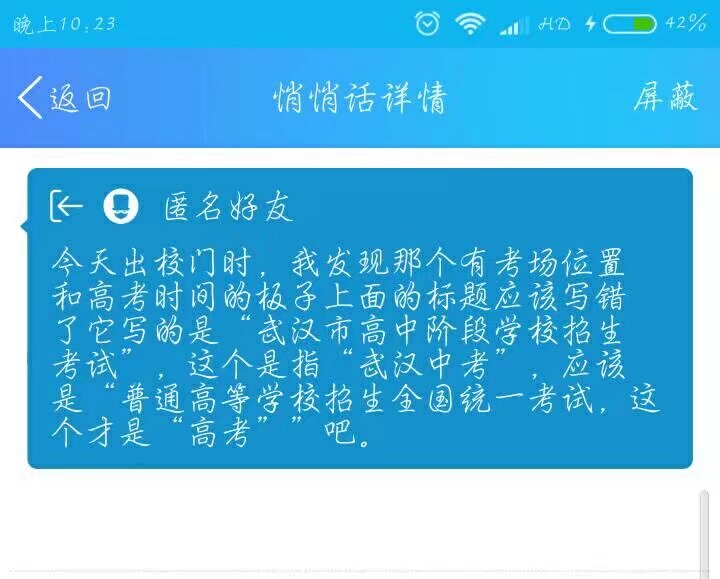 晚上10:23
HD
42%
返回
悄悄话详情
屏蔽
匿名好友
今天出校门时，我发现那个有考场位置
和高考时间的板子上面的标题应该写错
了它写的是“武汉市高中阶段学校招生
考试”，这个是指“武汉中考”，应该
是“普通高等学校招生全国统一考试，这
个才是“高考””吧。